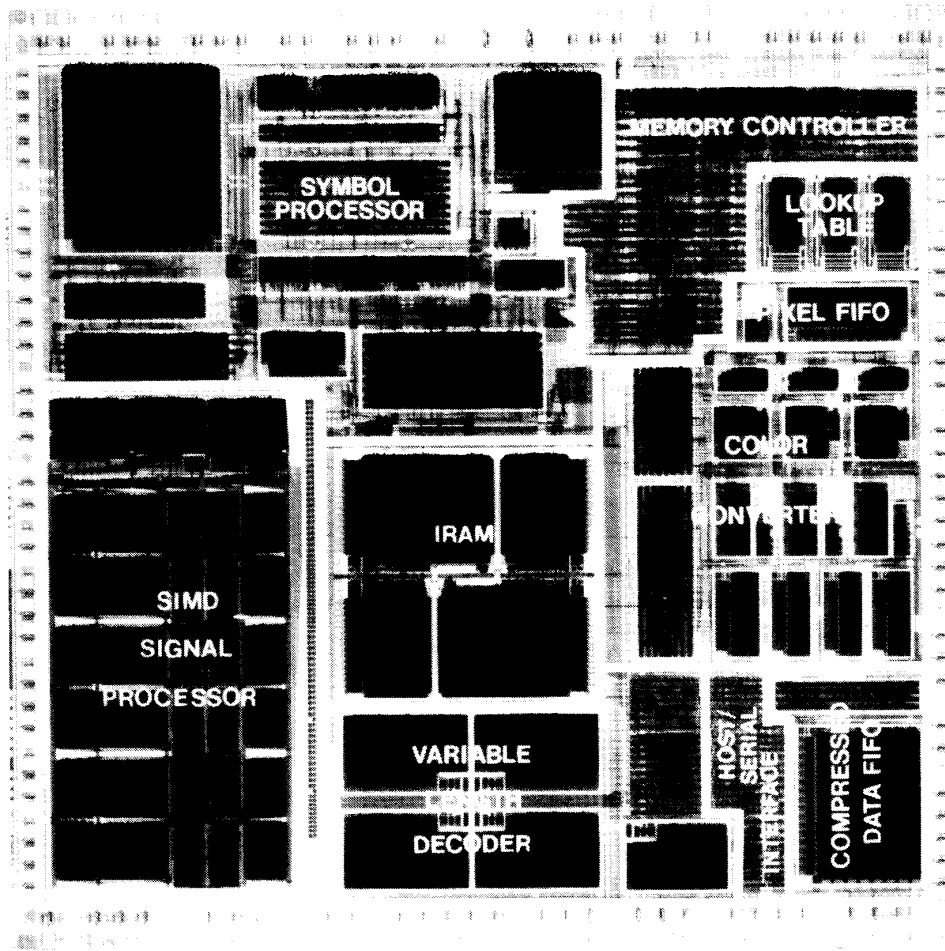 MEMORY CONTROLLER
SYMBOL
PROCESSOR
LOOKUP
TABLE
PIXEL FIFO
COLOR
CONVERTER
IRAM
SIMD
SIGNAL
PROCESSOR
VARIABLE
LENGTH
DECODER
HOST/
SERIAL
INTERFACE
COMPRESSED
DATA FIFO